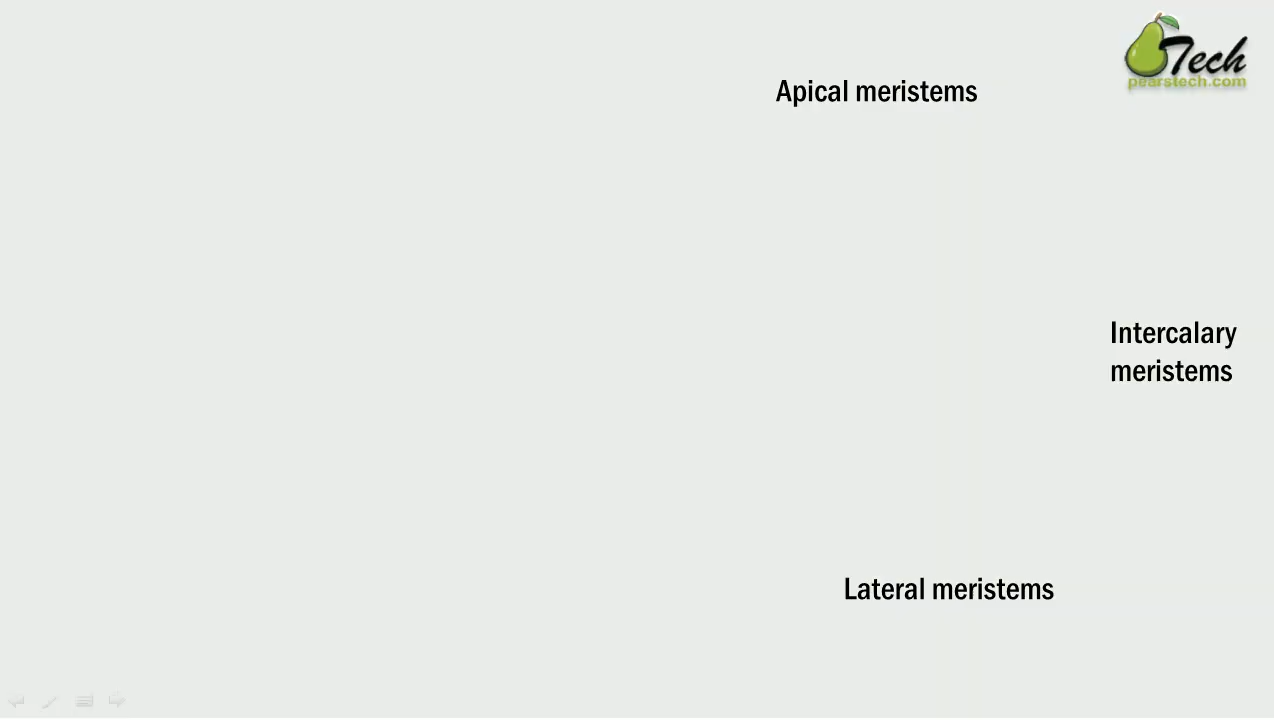 Tech
pearstech.com
Apical meristems
Intercalary
meristems
Lateral meristems